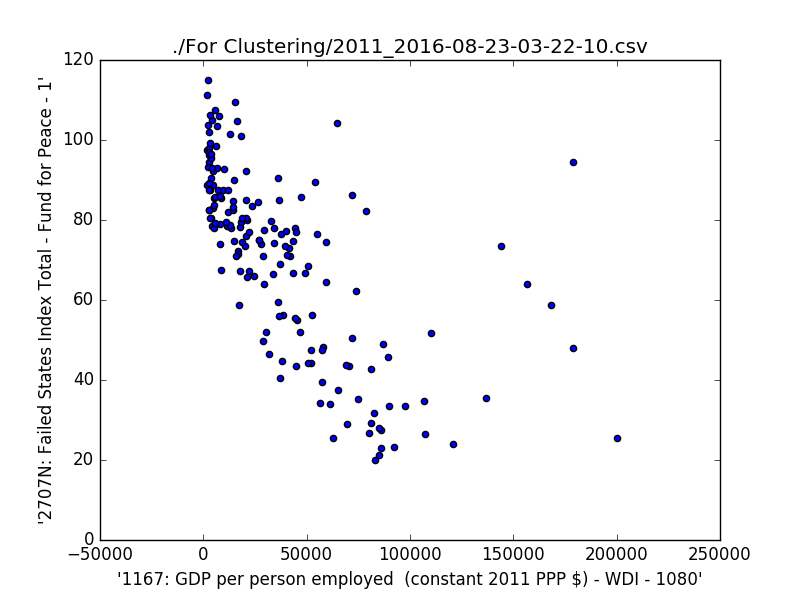 ./For Clustering/2011_2016-08-23-03-22-10.csv
'2707N: Failed States Index Total - Fund for Peace - 1'
120
100
80
60
40
20
0
−50000 0 50000 100000 150000 200000 250000
'1167: GDP per person employed  (constant 2011 PPP $) - WDI - 1080'